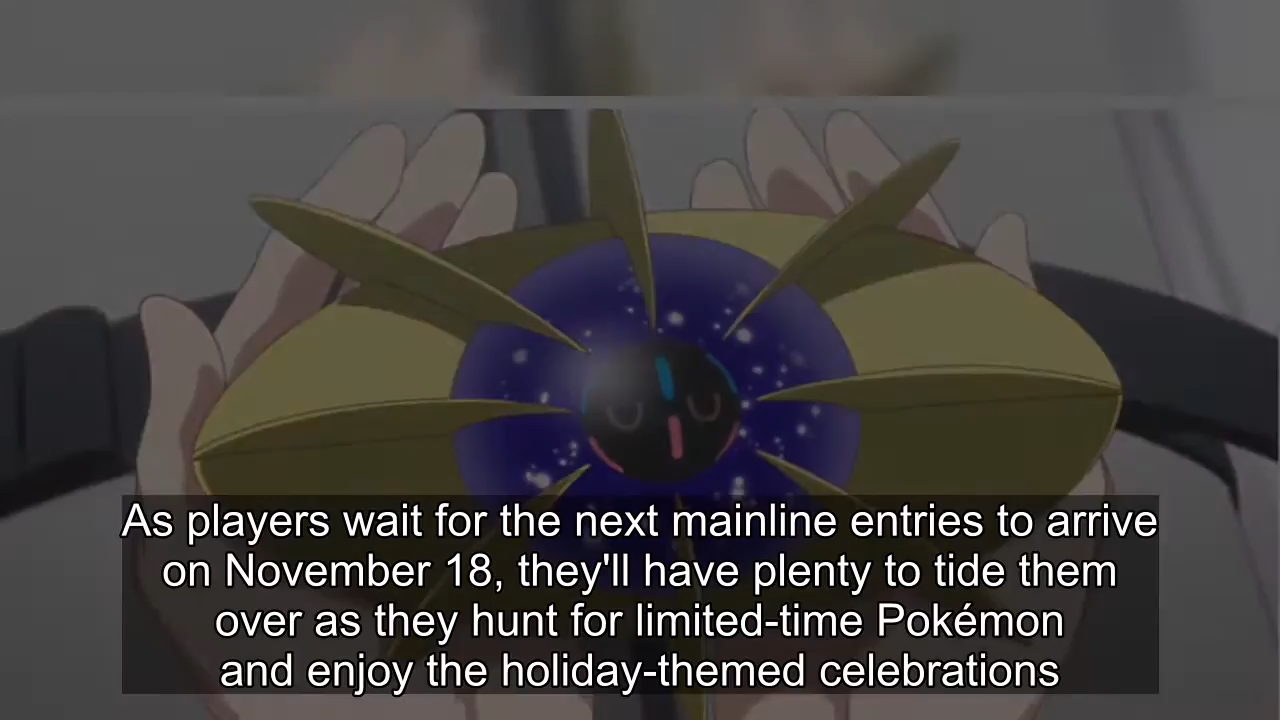 As players wait for the next mainline entries to arrive
on November 18, they'll have plenty to tide them
over as they hunt for limited-time Pokémon
and enjoy the holiday-themed celebrations